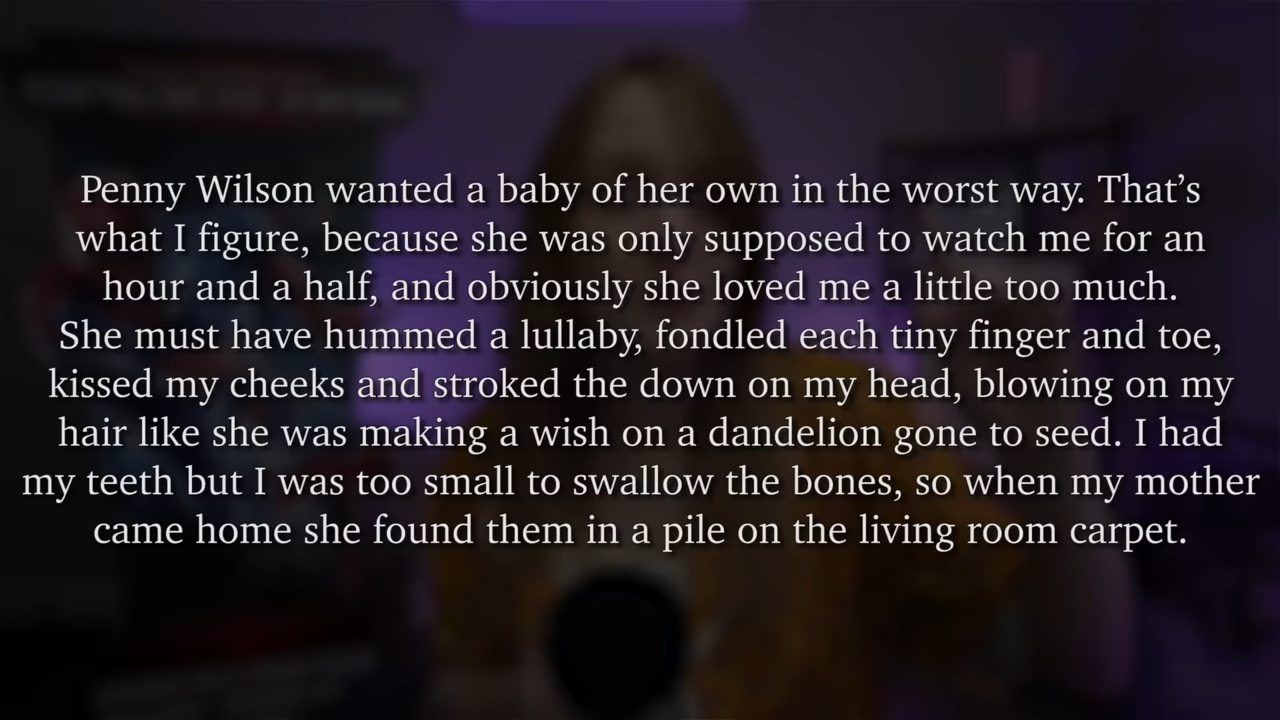 Penny Wilson wanted a baby of her own in the worst way. That’s
what I figure, because she was only supposed to watch me for an
hour and a half, and obviously she loved me a little too much.
She must have hummed a lullaby, fondled each tiny finger and toe,
kissed my cheeks and stroked the down on my head, blowing on my
hair like she was making a wish on a dandelion gone to seed. I had
my teeth but I was too small to swallow the bones, so when my mother
came home she found them in a pile on the living room carpet.